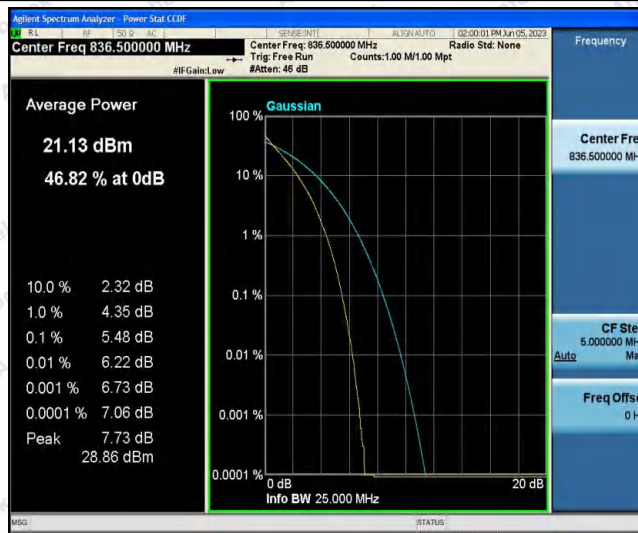 Agilent Spectrum Analyzer - Power Stat CCDF
RL RF 50 Ω AC SENSE:INT ALIGN AUTO 02:00:01 PM Jun 05, 2023
Center Freq 836.500000 MHz
Center Freq: 836.500000 MHz Radio Std: None
Trig: Free Run Counts:1.00 M/1.00 Mpt
#IFGain:Low #Atten: 46 dB
Frequency
Average Power
21.13 dBm
46.82 % at 0dB
10.0 % 2.32 dB
1.0 % 4.35 dB
0.1 % 5.48 dB
0.01 % 6.22 dB
0.001 % 6.73 dB
0.0001 % 7.06 dB
Peak 7.73 dB
28.86 dBm
Gaussian
100 %
10 %
1 %
0.1 %
0.01 %
0.001 %
0.0001 %
0 dB 20 dB
Info BW 25.000 MHz
Center Fre
836.500000 MH
CF Ste
5.000000 MH
Auto Ma
Freq Offse
0 H
MSG STATUS